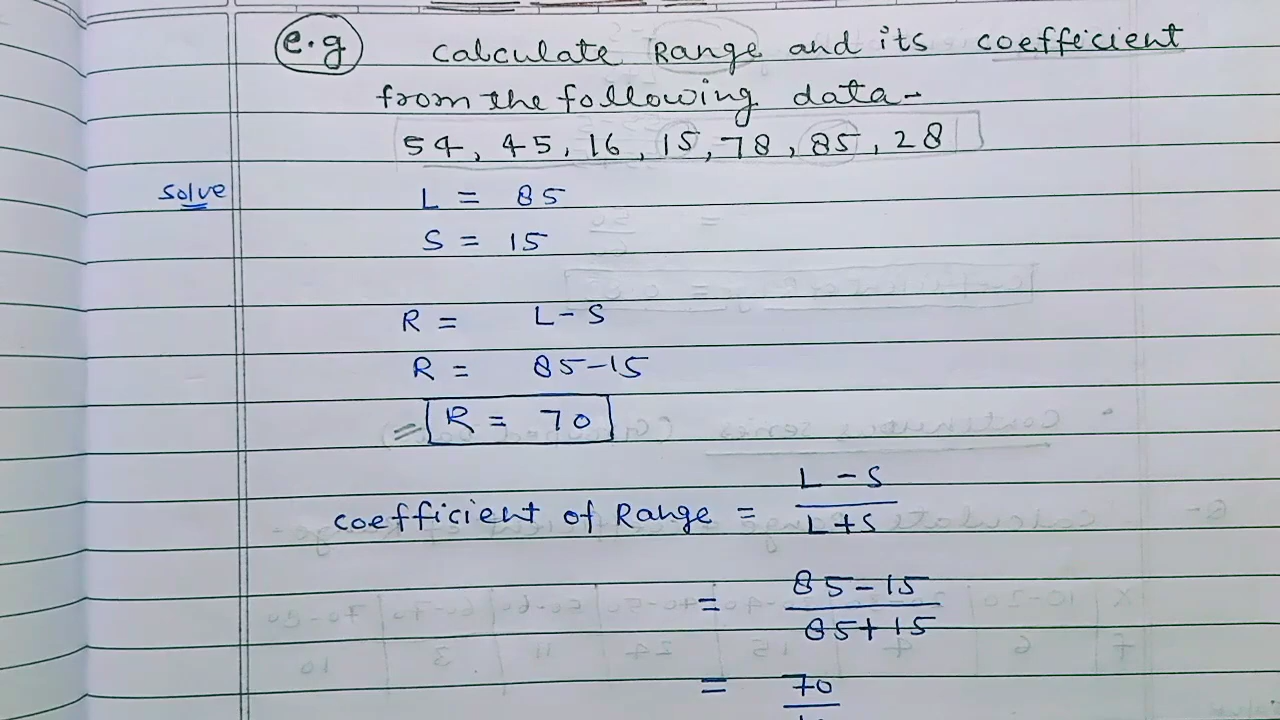 e.g Calculate Range and its coefficient
from the following data-
54, 45, 16, 15, 78, 85, 28
Solve L = 85
S = 15
R = L-S
R = 85-15
= R = 70
coefficient of Range = L-S
L+S
= 85-15
85+15
= 70